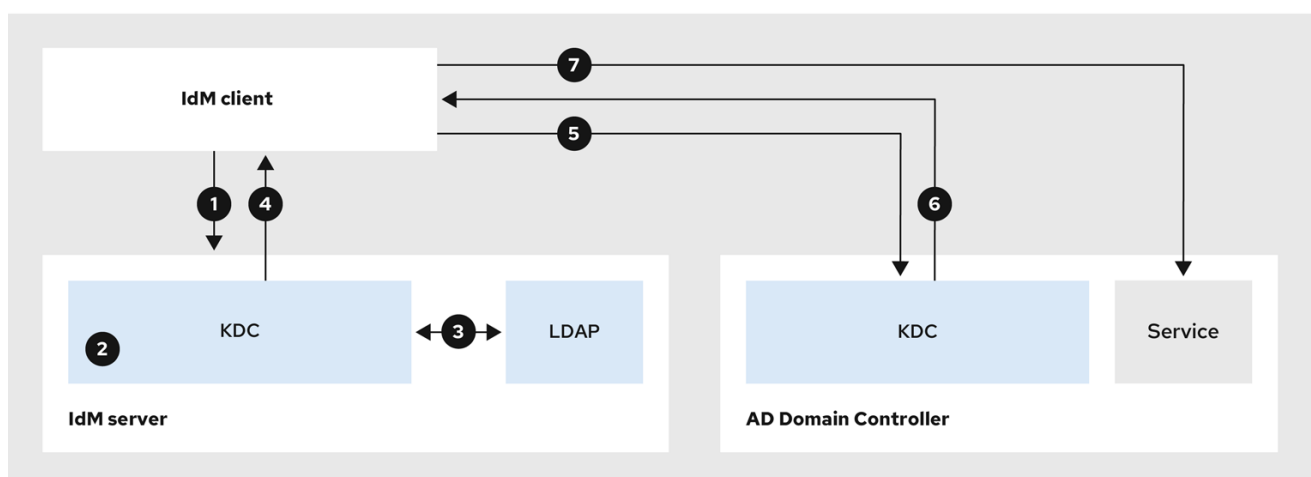 7
IdM client
5
1
4
6
KDC
3
LDAP
KDC
Service
2
IdM server
AD Domain Controller